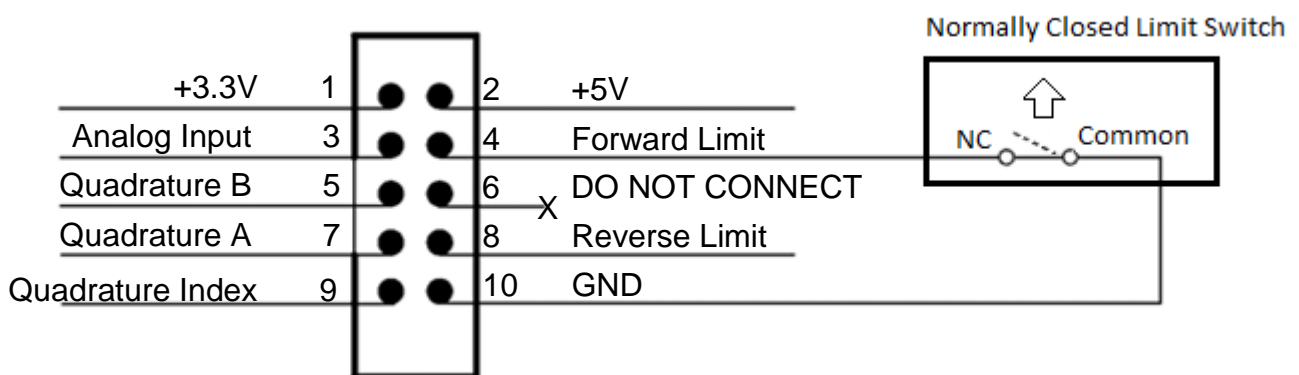 Normally Closed Limit Switch
+3.3V 1 2 +5V
Analog Input 3 4 Forward Limit NC Common
Quadrature B 5 6 X DO NOT CONNECT
Quadrature A 7 8 Reverse Limit
Quadrature Index 9 10 GND